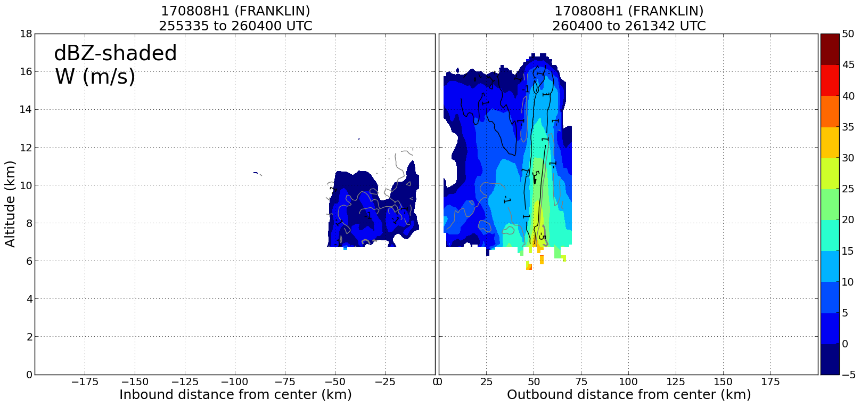 170808H1 (FRANKLIN)
255335 to 260400 UTC
170808H1 (FRANKLIN)
260400 to 261342 UTC
dBZ-shaded
W (m/s)
Altitude (km)
18
16
14
12
10
8
6
4
2
0
−175 −150 −125 −100 −75 −50 −25 0
Inbound distance from center (km)
0 25 50 75 100 125 150 175
Outbound distance from center (km)
50
45
40
35
30
25
20
15
10
5
0
−5